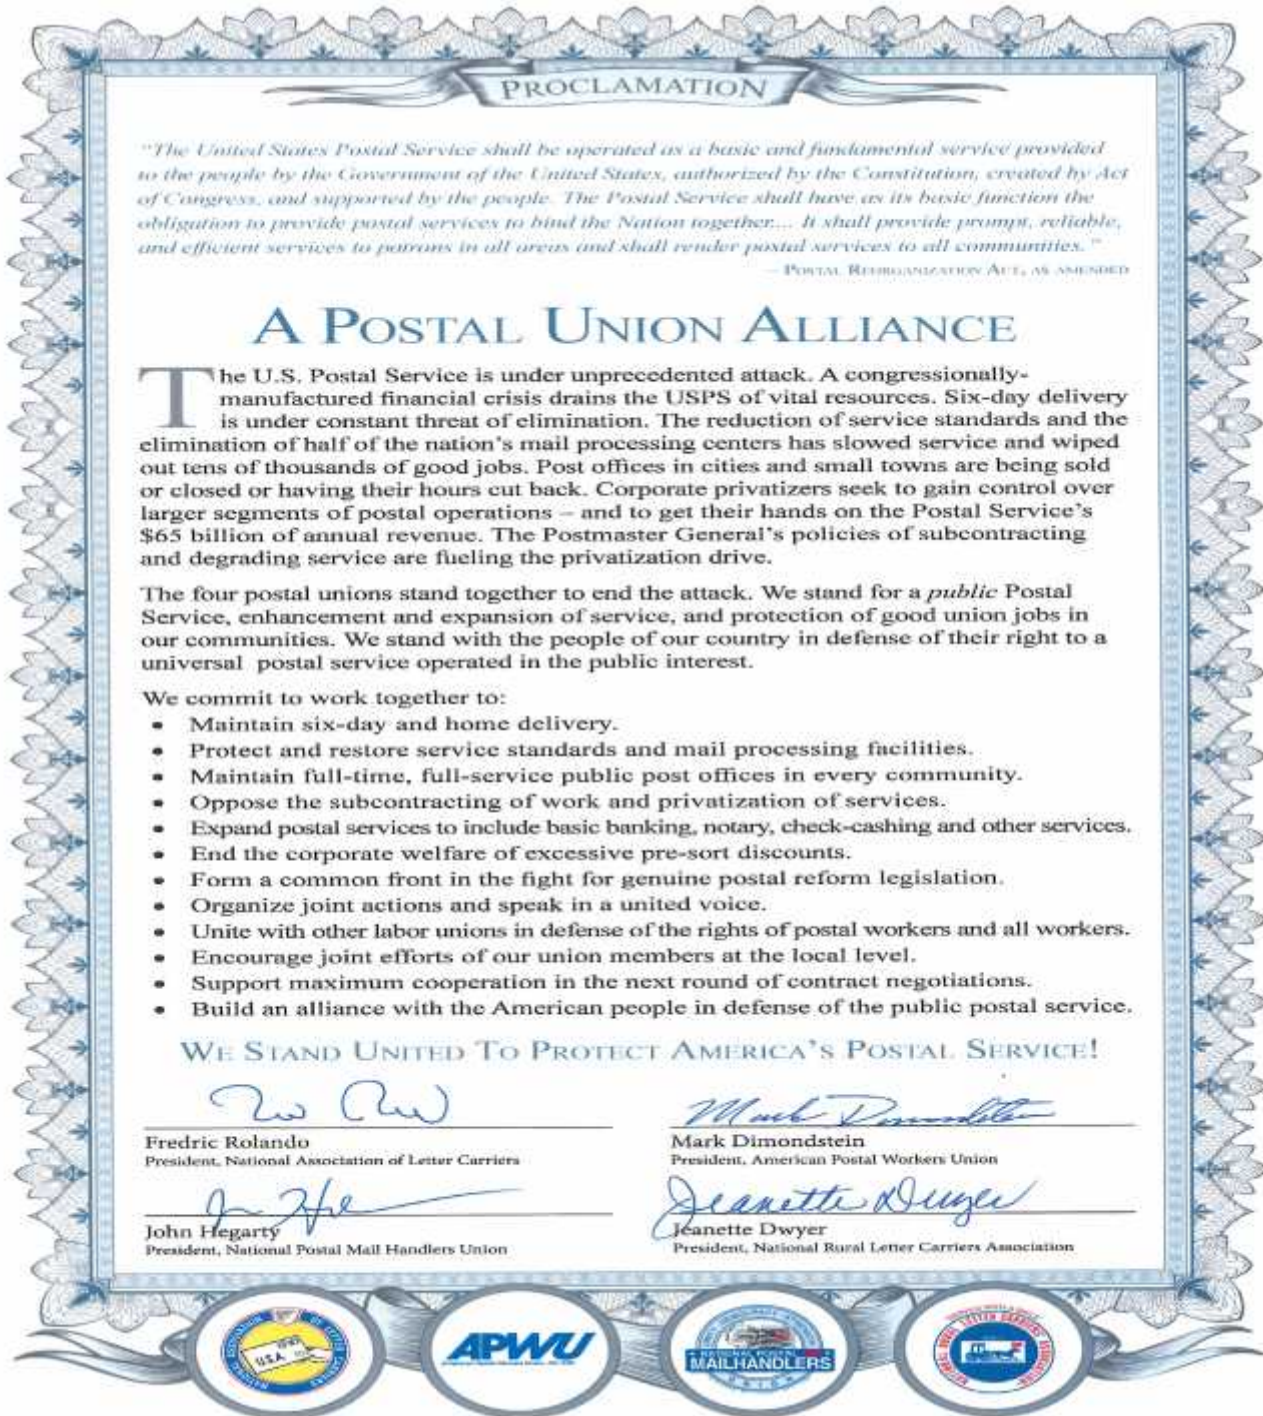 PROCLAMATION
"The United States Postal Service shall be operated as a basic and fundamental service provided
to the people by the Government of the United States, authorized by the Constitution, created by Act
of Congress, and supported by the people. The Postal Service shall have as its basic function the
obligation to provide postal services to bind the Nation together.... It shall provide prompt, reliable,
and efficient services to patrons in all areas and shall render postal services to all communities."
– POSTAL REORGANIZATION ACT, AS AMENDED
A POSTAL UNION ALLIANCE
The U.S. Postal Service is under unprecedented attack. A congressionally-
manufactured financial crisis drains the USPS of vital resources. Six-day delivery
is under constant threat of elimination. The reduction of service standards and the
elimination of half of the nation's mail processing centers has slowed service and wiped
out tens of thousands of good jobs. Post offices in cities and small towns are being sold
or closed or having their hours cut back. Corporate privatizers seek to gain control over
larger segments of postal operations – and to get their hands on the Postal Service's
$65 billion of annual revenue. The Postmaster General's policies of subcontracting
and degrading service are fueling the privatization drive.
The four postal unions stand together to end the attack. We stand for a public Postal
Service, enhancement and expansion of service, and protection of good union jobs in
our communities. We stand with the people of our country in defense of their right to a
universal postal service operated in the public interest.
We commit to work together to:
• Maintain six-day and home delivery.
• Protect and restore service standards and mail processing facilities.
• Maintain full-time, full-service public post offices in every community.
• Oppose the subcontracting of work and privatization of services.
• Expand postal services to include basic banking, notary, check-cashing and other services.
• End the corporate welfare of excessive pre-sort discounts.
• Form a common front in the fight for genuine postal reform legislation.
• Organize joint actions and speak in a united voice.
• Unite with other labor unions in defense of the rights of postal workers and all workers.
• Encourage joint efforts of our union members at the local level.
• Support maximum cooperation in the next round of contract negotiations.
• Build an alliance with the American people in defense of the public postal service.
WE STAND UNITED TO PROTECT AMERICA'S POSTAL SERVICE!
Mark Dimondstein
Fredric Rolando
President, National Association of Letter Carriers
Mark Dimondstein
President, American Postal Workers Union
Jeanette Dwyer
John Hegarty
President, National Postal Mail Handlers Union
Jeanette Dwyer
President, National Rural Letter Carriers Association
NATIONAL ASSOCIATION OF LETTER CARRIERS
U.S.A.
APWU
NATIONAL POSTAL
MAILHANDLERS
UNION
NATIONAL RURAL LETTER CARRIERS' ASSOCIATION